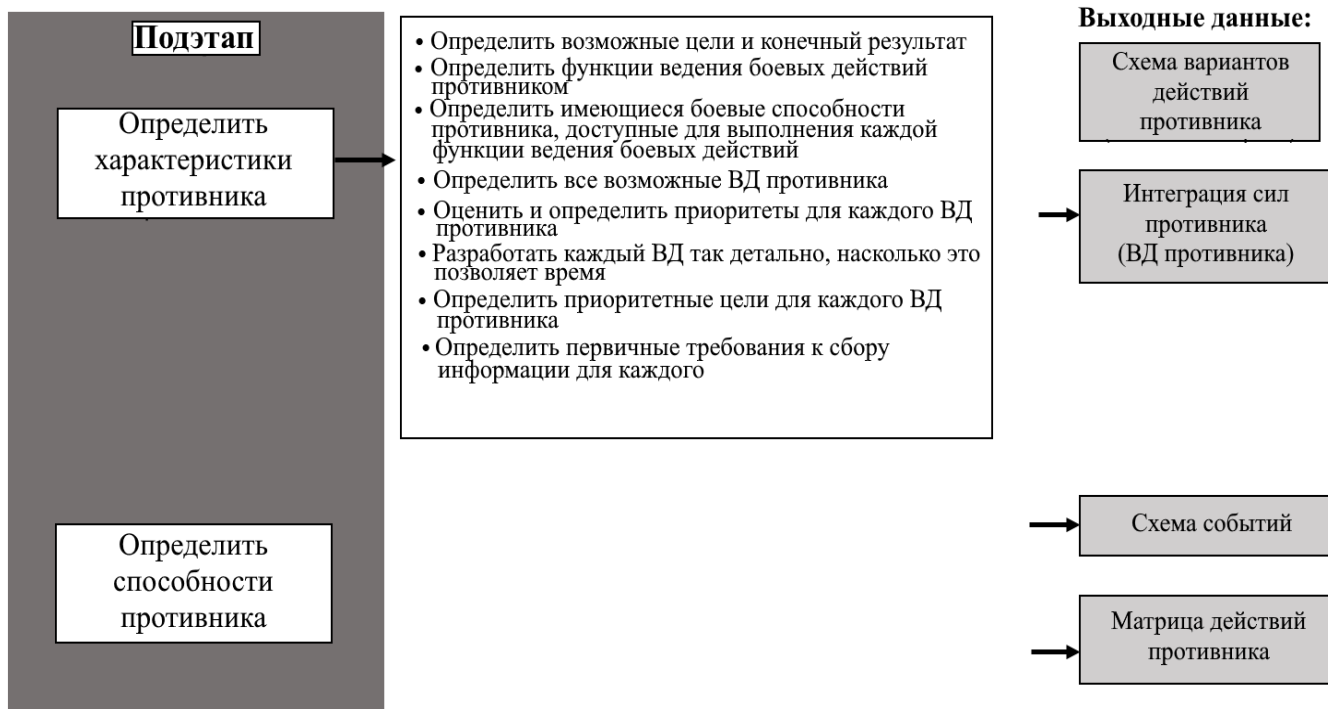 Подэтап
Определить
характеристики
противника
Определить
способности
противника
• Определить возможные цели и конечный результат
• Определить функции ведения боевых действий
противником
• Определить имеющиеся боевые способности
противника, доступные для выполнения каждой
функции ведения боевых действий
• Определить все возможные ВД противника
• Оценить и определить приоритеты для каждого ВД
противника
• Разработать каждый ВД так детально, насколько это
позволяет время
• Определить приоритетные цели для каждого ВД
противника
• Определить первичные требования к сбору
информации для каждого
Выходные данные:
Схема вариантов
действий
противника
Интеграция сил
противника
(ВД противника)
Схема событий
Матрица действий
противника